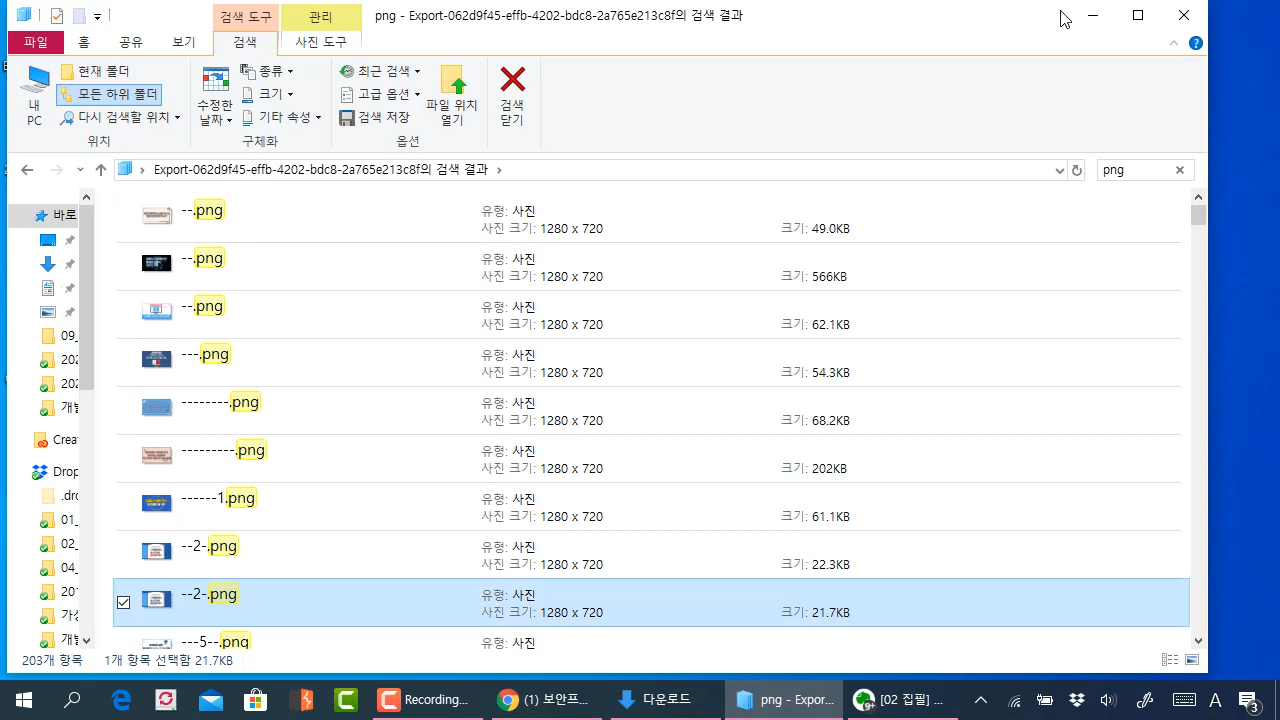 검색 도구
관리
png - Export-062d9f45-effb-4202-bdc8-2a765e213c8f의 검색 결과
파일
홈
공유
보기
검색
사진 도구
내 PC
현재 폴더
모든 하위 폴더
다시 검색할 위치
위치
수정한 날짜
종류
크기
기타 속성
구체화
최근 검색
고급 옵션
검색 저장
파일 위치 열기
옵션
검색 닫기
Export-062d9f45-effb-4202-bdc8-2a765e213c8f의 검색 결과
png
바로
09_
202
202
개발
Creat
Drop
.dro
01_
02_
04_
201
가상
개발
--.png 유형: 사진 사진 크기: 1280 x 720 크기: 49.0KB
--.png 유형: 사진 사진 크기: 1280 x 720 크기: 566KB
--.png 유형: 사진 사진 크기: 1280 x 720 크기: 62.1KB
---.png 유형: 사진 사진 크기: 1280 x 720 크기: 54.3KB
--------.png 유형: 사진 사진 크기: 1280 x 720 크기: 68.2KB
---------.png 유형: 사진 사진 크기: 1280 x 720 크기: 202KB
------1.png 유형: 사진 사진 크기: 1280 x 720 크기: 61.1KB
--2-.png 유형: 사진 사진 크기: 1280 x 720 크기: 22.3KB
--2-.png 유형: 사진 사진 크기: 1280 x 720 크기: 21.7KB
---5--.png 유형: 사진
203개 항목 1개 항목 선택함 21.7KB
Recording...
(1) 보안프...
다운로드
png - Expor...
9+
[02 집필] ...
A
3